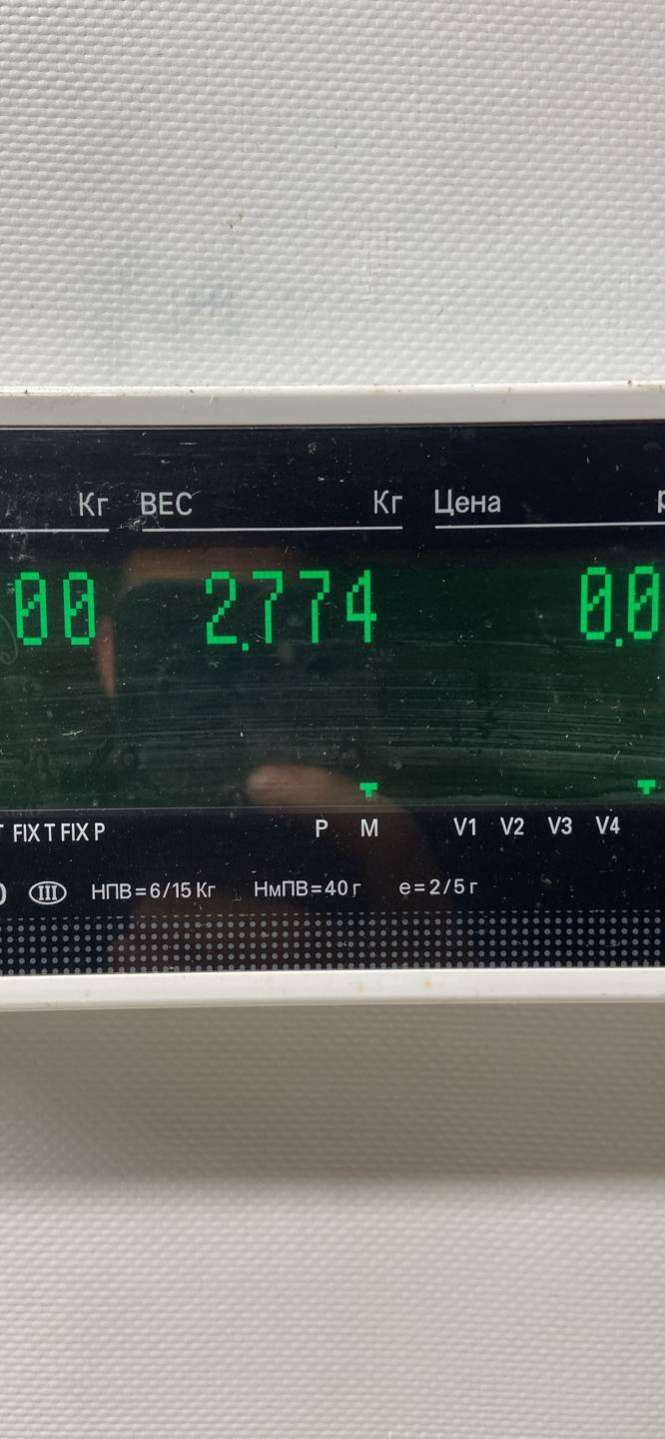 Кг ВЕС Кг Цена
00 2.774 0.0
FIX T FIX P P M V1 V2 V3 V4
III НПВ=6/15 Кг НмПВ=40 г е=2/5 г